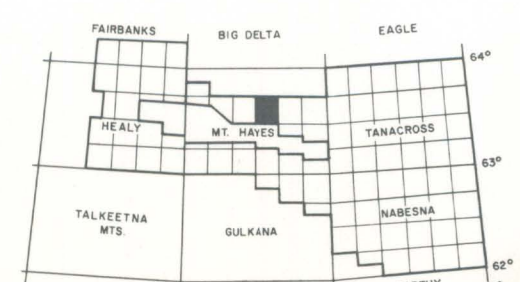 FAIRBANKS BIG DELTA EAGLE
64°
HEALY MT. HAYES TANACROSS
63°
TALKEETNA
MTS. GULKANA NABESNA
62°